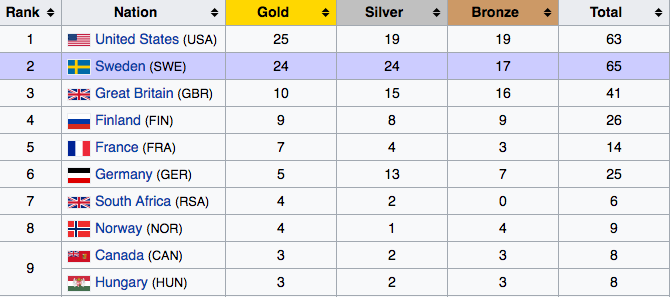 Rank Nation Gold Silver Bronze Total
1 United States (USA) 25 19 19 63
2 Sweden (SWE) 24 24 17 65
3 Great Britain (GBR) 10 15 16 41
4 Finland (FIN) 9 8 9 26
5 France (FRA) 7 4 3 14
6 Germany (GER) 5 13 7 25
7 South Africa (RSA) 4 2 0 6
8 Norway (NOR) 4 1 4 9
9 Canada (CAN) 3 2 3 8
Hungary (HUN) 3 2 3 8